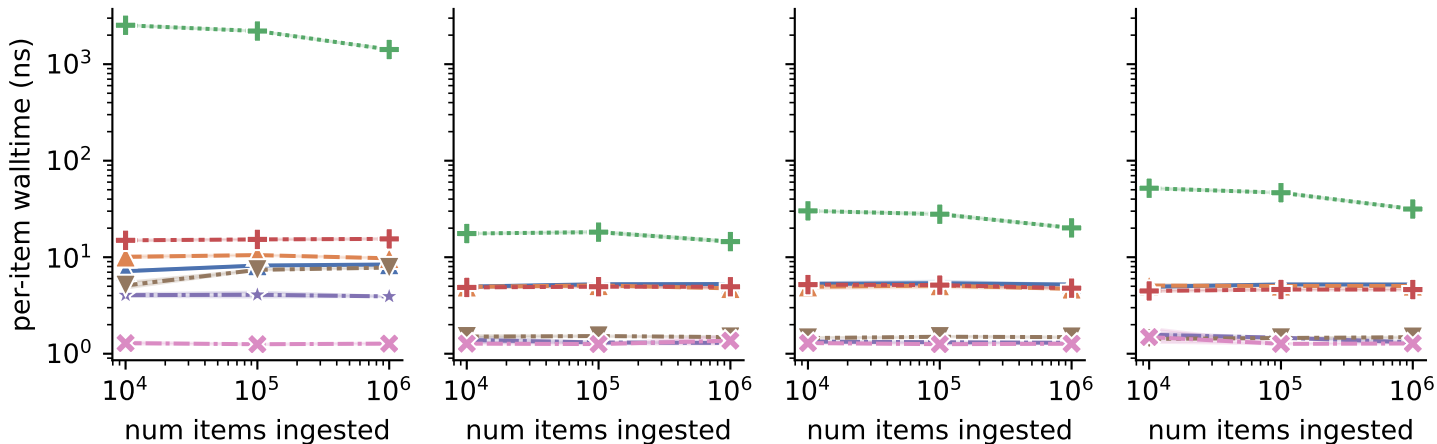 per-item walltime (ns)
10³
10²
10¹
10⁰
10⁴ 10⁵ 10⁶ 10⁴ 10⁵ 10⁶ 10⁴ 10⁵ 10⁶ 10⁴ 10⁵ 10⁶
num items ingested num items ingested num items ingested num items ingested